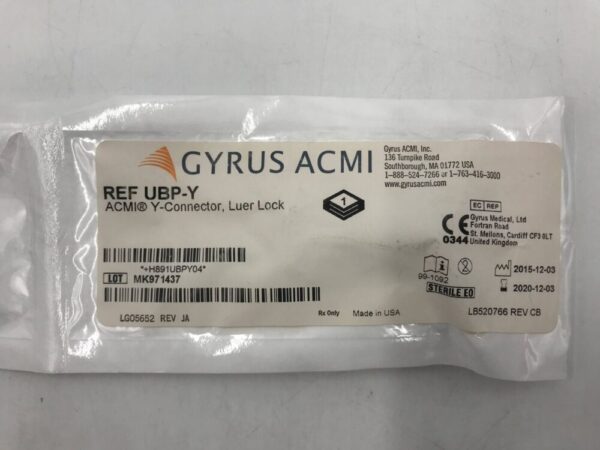 GYRUS ACMI
Gyrus ACMI, Inc.
136 Turnpike Road
Southborough, MA 01772 USA
1-888-524-7266 or 1-763-416-3000
www.gyrusacmi.com
REF UBP-Y
ACMI® Y-Connector, Luer Lock
1
EC REP
Gyrus Medical, Ltd
Fortran Road
St. Mellons, Cardiff CF3 0LT
United Kingdom
CE
0344
*+H891UBPY04*
LOT MK971437
99-1092
STERILE EO
2015-12-03
2020-12-03
LG05652 REV JA
Rx Only
Made in USA
LB520766 REV CB